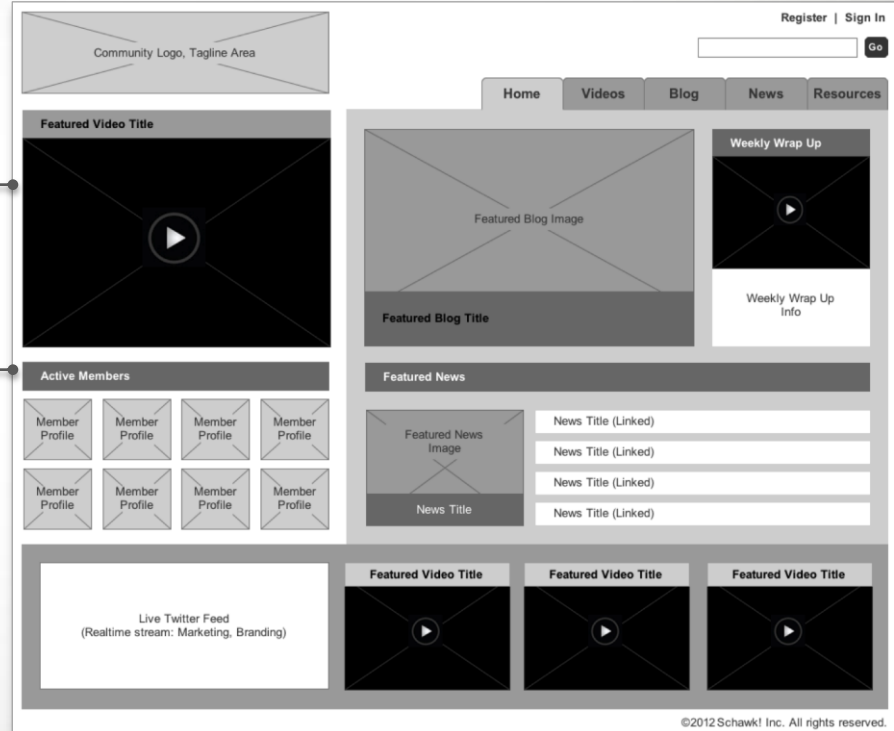 Register | Sign In
Community Logo, Tagline Area
Go
Home
Videos
Blog
News
Resources
Featured Video Title
Featured Blog Image
Featured Blog Title
Weekly Wrap Up
Weekly Wrap Up
Info
Active Members
Member
Profile
Member
Profile
Member
Profile
Member
Profile
Member
Profile
Member
Profile
Member
Profile
Member
Profile
Featured News
Featured News
Image
News Title
News Title (Linked)
News Title (Linked)
News Title (Linked)
News Title (Linked)
Live Twitter Feed
(Realtime stream: Marketing, Branding)
Featured Video Title
Featured Video Title
Featured Video Title
©2012 Schawk! Inc. All rights reserved.